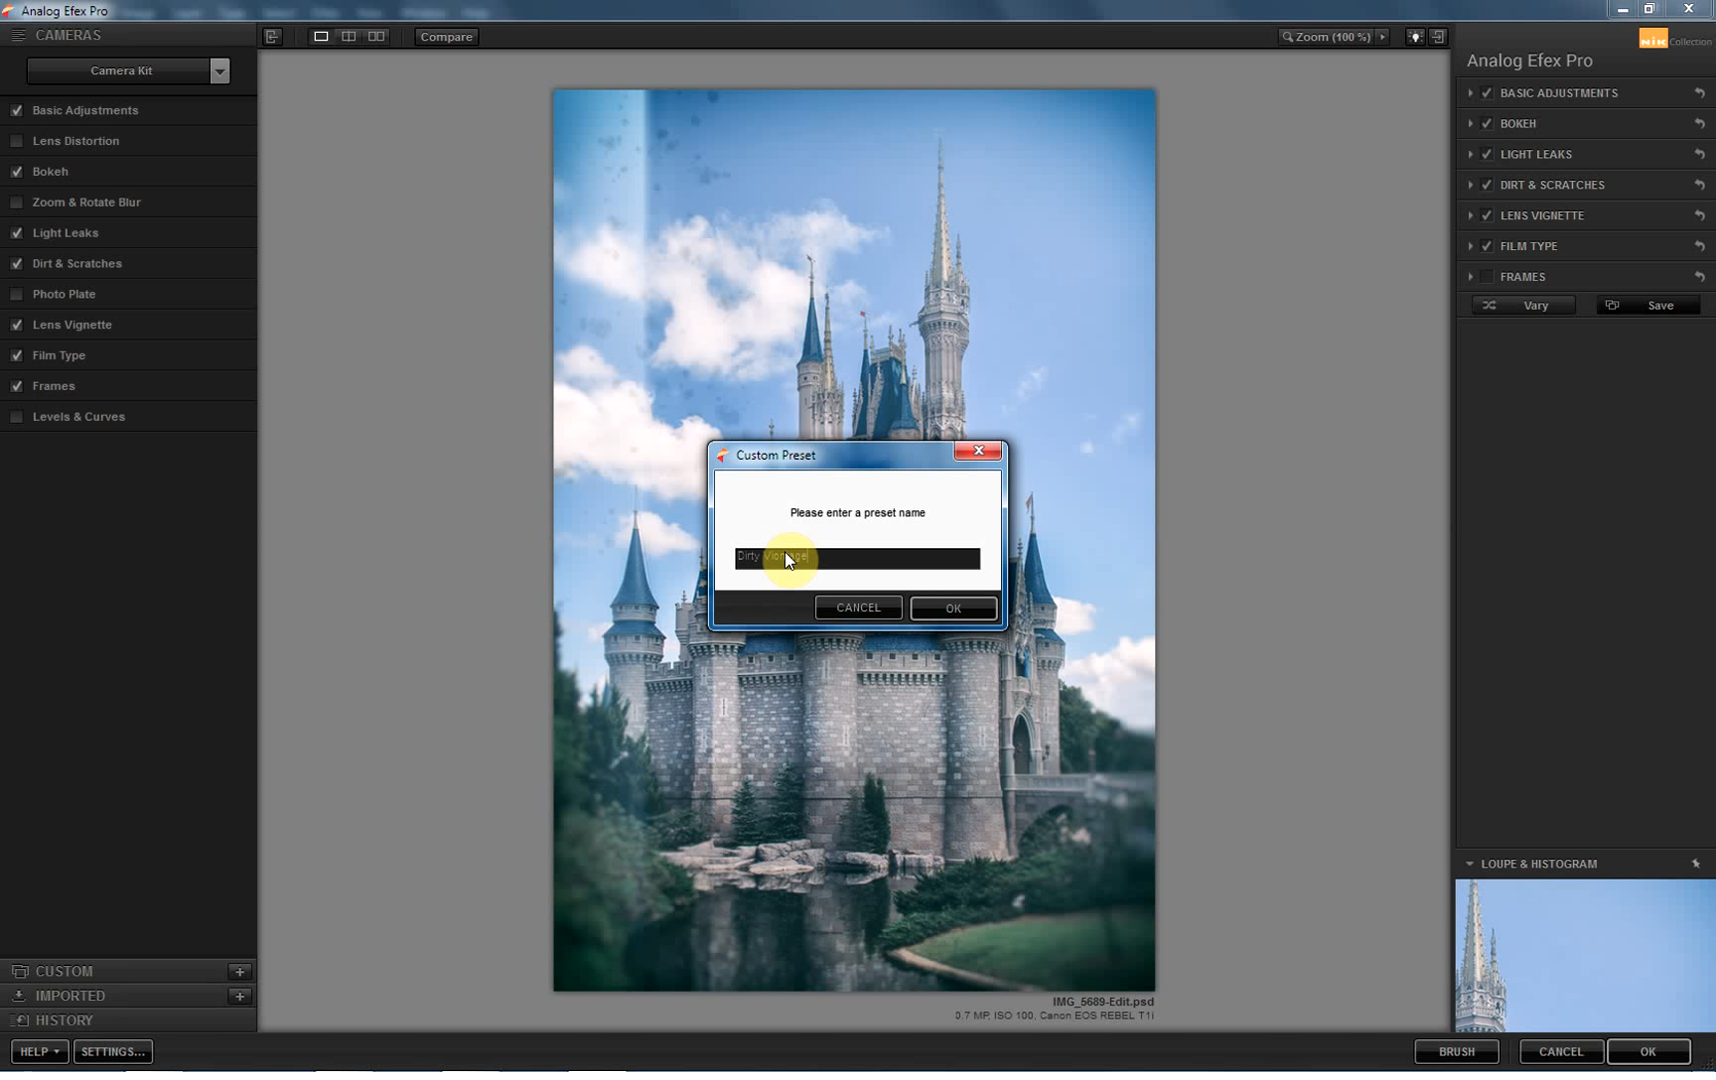 Analog Efex Pro
CAMERAS
Compare
Zoom (100 %)
Nik Collection
Camera Kit
Analog Efex Pro
Basic Adjustments
Lens Distortion
Bokeh
Zoom & Rotate Blur
Light Leaks
Dirt & Scratches
Photo Plate
Lens Vignette
Film Type
Frames
Levels & Curves
BASIC ADJUSTMENTS
BOKEH
LIGHT LEAKS
DIRT & SCRATCHES
LENS VIGNETTE
FILM TYPE
FRAMES
Vary
Save
Custom Preset
Please enter a preset name
Dirty
CANCEL
OK
LOUPE & HISTOGRAM
CUSTOM
IMPORTED
HISTORY
IMG_5689-Edit.psd
0.7 MP, ISO 100, Canon EOS REBEL T1i
HELP
SETTINGS...
BRUSH
CANCEL
OK